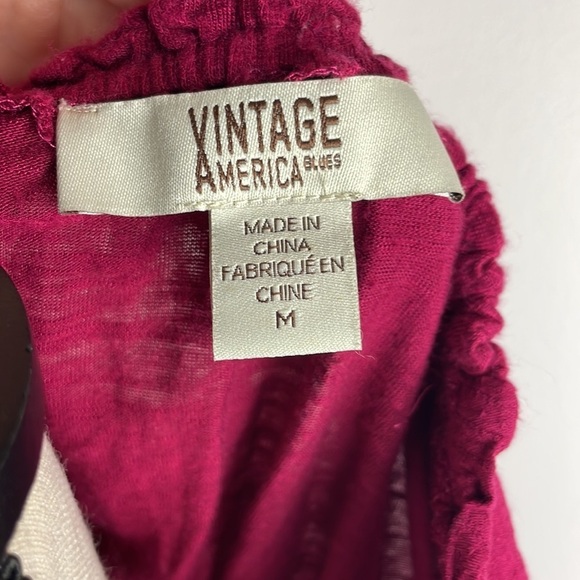 VINTAGE
AMERICA BLUES
MADE IN
CHINA
FABRIQUÉ EN
CHINE
M